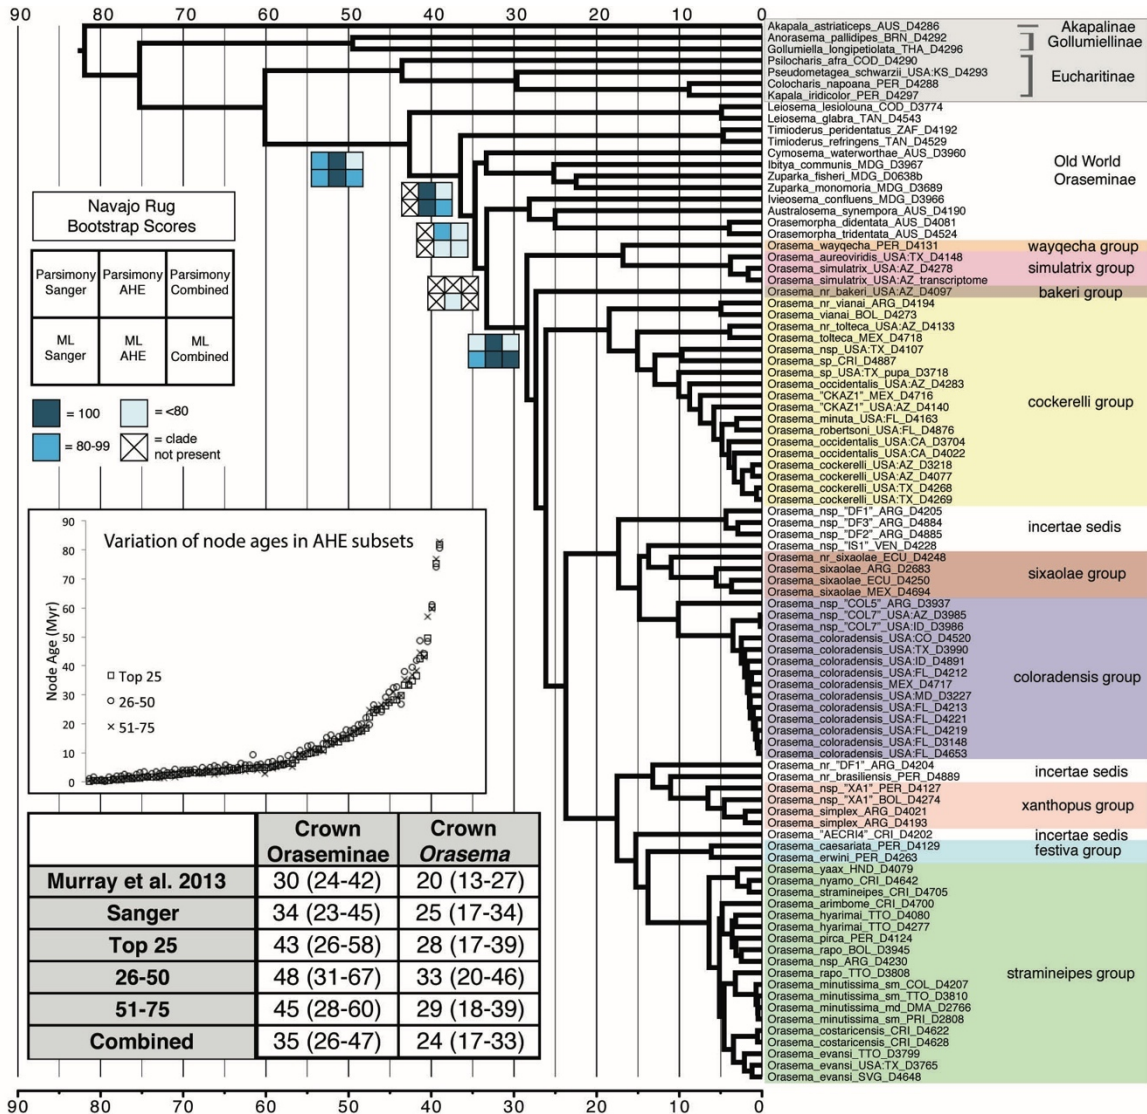 90 80 70 60 50 40 30 20 10 0
Akapala_astriaticeps_AUS_D4286
Anorasema_pallidipes_BRN_D4292
Gollumiella_longipetiolata_THA_D4296
Psilocharis_afra_COD_D4290
Pseudometagea_schwarzii_USA:KS_D4293
Colocharis_napoana_PER_D4288
Kapala_iridicolor_PER_D4297
Leiosema_lesiolouna_COD_D3774
Leiosema_glabra_TAN_D4543
Timioderus_peridentatus_ZAF_D4192
Timioderus_refringens_TAN_D4529
Cymosema_waterworthae_AUS_D3960
Ibitya_communis_MDG_D3967
Zuparka_fisheri_MDG_D0638b
Zuparka_monomoria_MDG_D3689
Ivieosema_confluens_MDG_D3966
Australosema_synempora_AUS_D4190
Orasemorpha_didentata_AUS_D4081
Orasemorpha_tridentata_AUS_D4524
Orasema_wayqecha_PER_D4131
Orasema_aureoviridis_USA:TX_D4148
Orasema_simulatrix_USA:AZ_D4278
Orasema_simulatrix_USA:AZ_transcriptome
Orasema_nr_bakeri_USA:AZ_D4097
Orasema_nr_vianai_ARG_D4194
Orasema_vianai_BOL_D4273
Orasema_nr_tolteca_USA:AZ_D4133
Orasema_tolteca_MEX_D4718
Orasema_nsp_USA:TX_D4107
Orasema_sp_CRI_D4887
Orasema_sp_USA:TX_pupa_D3718
Orasema_occidentalis_USA:AZ_D4283
Orasema_"CKAZ1"_MEX_D4716
Orasema_"CKAZ1"_USA:AZ_D4140
Orasema_minuta_USA:FL_D4163
Orasema_robertsoni_USA:FL_D4876
Orasema_occidentalis_USA:CA_D3704
Orasema_occidentalis_USA:CA_D4022
Orasema_cockerelli_USA:AZ_D3218
Orasema_cockerelli_USA:AZ_D4077
Orasema_cockerelli_USA:TX_D4268
Orasema_cockerelli_USA:TX_D4269
Orasema_nsp_"DF1"_ARG_D4205
Orasema_nsp_"DF3"_ARG_D4884
Orasema_nsp_"DF2"_ARG_D4885
Orasema_nsp_"IS1"_VEN_D4228
Orasema_nr_sixaolae_ECU_D4248
Orasema_sixaolae_ARG_D2683
Orasema_sixaolae_ECU_D4250
Orasema_sixaolae_MEX_D4694
Orasema_nsp_"COL5"_ARG_D3937
Orasema_nsp_"COL7"_USA:AZ_D3985
Orasema_nsp_"COL7"_USA:ID_D3986
Orasema_coloradensis_USA:CO_D4520
Orasema_coloradensis_USA:TX_D3990
Orasema_coloradensis_USA:ID_D4891
Orasema_coloradensis_USA:FL_D4212
Orasema_coloradensis_MEX_D4717
Orasema_coloradensis_USA:MD_D3227
Orasema_coloradensis_USA:FL_D4213
Orasema_coloradensis_USA:FL_D4221
Orasema_coloradensis_USA:FL_D4219
Orasema_coloradensis_USA:FL_D3148
Orasema_coloradensis_USA:FL_D4653
Orasema_nr_"DF1"_ARG_D4204
Orasema_nr_brasiliensis_PER_D4889
Orasema_nsp_"XA1"_PER_D4127
Orasema_nsp_"XA1"_BOL_D4274
Orasema_simplex_ARG_D4021
Orasema_simplex_ARG_D4193
Orasema_"AECRI4"_CRI_D4202
Orasema_caesariata_PER_D4129
Orasema_erwini_PER_D4263
Orasema_yaax_HND_D4079
Orasema_nyamo_CRI_D4642
Orasema_stramineipes_CRI_D4705
Orasema_arimbome_CRI_D4700
Orasema_hyarimai_TTO_D4080
Orasema_hyarimai_TTO_D4277
Orasema_pirca_PER_D4124
Orasema_rapo_BOL_D3945
Orasema_nsp_ARG_D4230
Orasema_rapo_TTO_D3808
Orasema_minutissima_sm_COL_D4207
Orasema_minutissima_sm_TTO_D3810
Orasema_minutissima_md_DMA_D2766
Orasema_minutissima_sm_PRI_D2808
Orasema_costaricensis_CRI_D4622
Orasema_costaricensis_CRI_D4628
Orasema_evansi_TTO_D3799
Orasema_evansi_USA:TX_D3765
Orasema_evansi_SVG_D4648
Akapalinae
Gollumiellinae
Eucharitinae
Old World
Oraseminae
wayqecha group
simulatrix group
bakeri group
cockerelli group
incertae sedis
sixaolae group
coloradensis group
incertae sedis
xanthopus group
incertae sedis
festiva group
stramineipes group
Navajo Rug
Bootstrap Scores
Parsimony Sanger Parsimony AHE Parsimony Combined
ML Sanger ML AHE ML Combined
= 100 = <80
= 80-99 = clade not present
Variation of node ages in AHE subsets
Node Age (Myr)
90
80
70
60
50
40
30
20
10
0
Top 25
26-50
51-75
Crown Oraseminae Crown Orasema
Murray et al. 2013 30 (24-42) 20 (13-27)
Sanger 34 (23-45) 25 (17-34)
Top 25 43 (26-58) 28 (17-39)
26-50 48 (31-67) 33 (20-46)
51-75 45 (28-60) 29 (18-39)
Combined 35 (26-47) 24 (17-33)
90 80 70 60 50 40 30 20 10 0